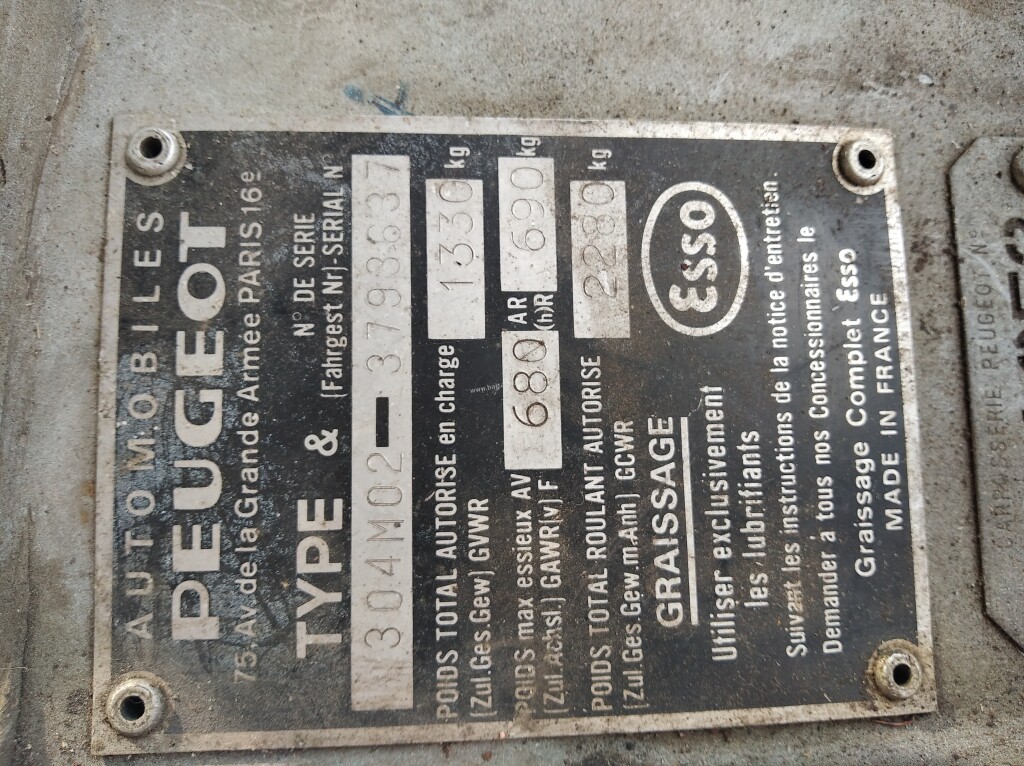 AUTOMOBILES
PEUGEOT
75, Av. de la Grande Armée PARIS 16e
TYPE & N° DE SERIE
(Fahrgest Nr) SERIAL N°
304M02-3793637
POIDS TOTAL AUTORISE en charge 1330 kg
(Zul.Ges.Gew) GVWR
POIDS max essieux AV 680 AR 690 kg
(Zul.Achsl.) GAWR(v) F (h)R
POIDS TOTAL ROULANT AUTORISE 2280 kg
(Zul.Ges.Gew.m.Anh) GCWR
GRAISSAGE
Esso
Utiliser exclusivement
les lubrifiants
Suivant les instructions de la notice d'entretien.
Demander à tous nos Concessionnaires le
Graissage Complet Esso
MADE IN FRANCE
CARROSSERIE PEUGEOT N°